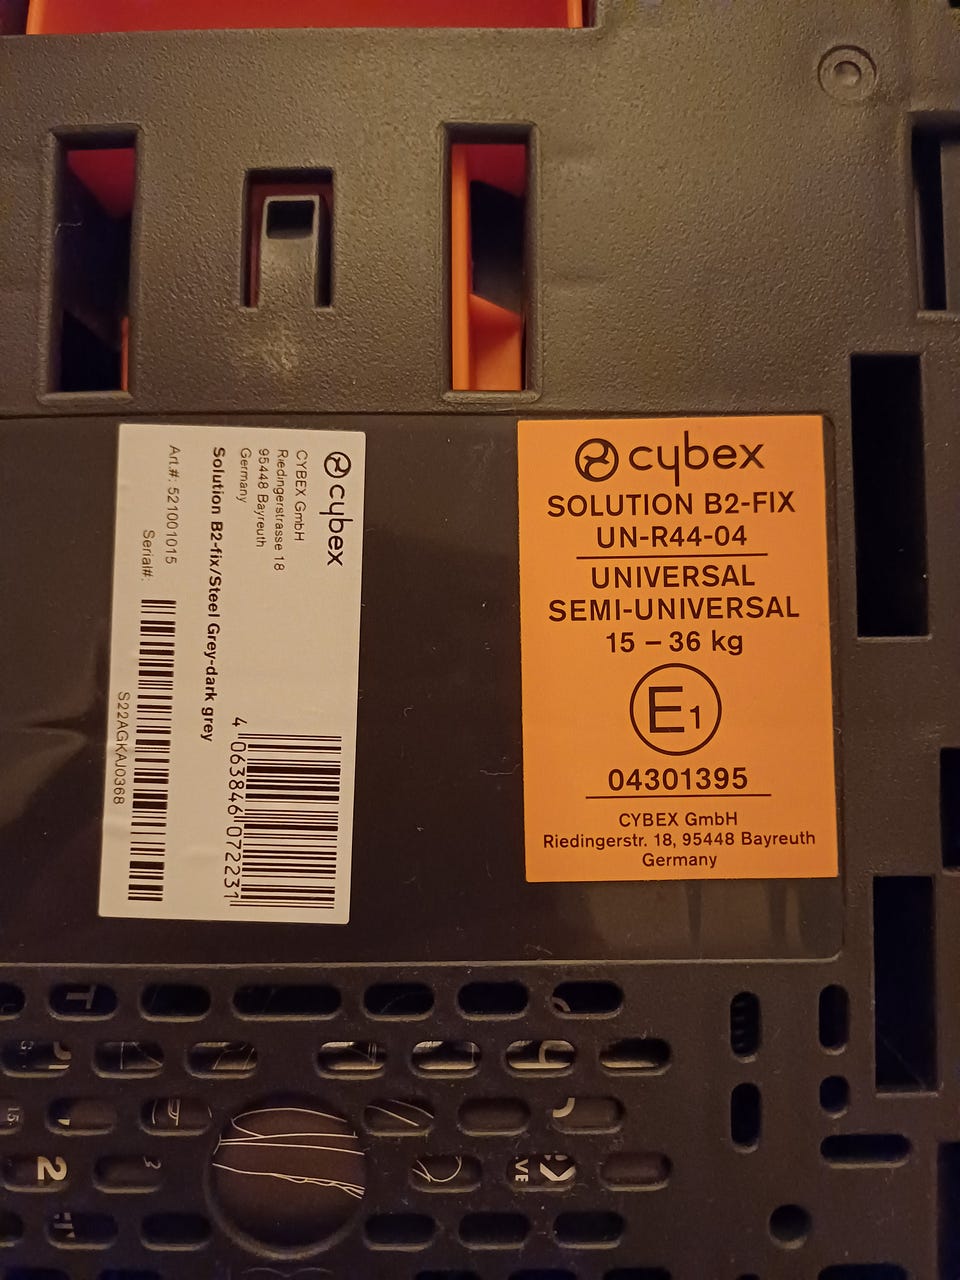 cybex
CYBEX GmbH
Riedingerstrasse 18
95448 Bayreuth
Germany
Solution B2-fix/Steel Grey-dark grey
4 063846 072231
Art.#: 521001015
Serial#:
S22AGKAJ0368
cybex
SOLUTION B2-FIX
UN-R44-04
UNIVERSAL
SEMI-UNIVERSAL
15 – 36 kg
E1
04301395
CYBEX GmbH
Riedingerstr. 18, 95448 Bayreuth
Germany